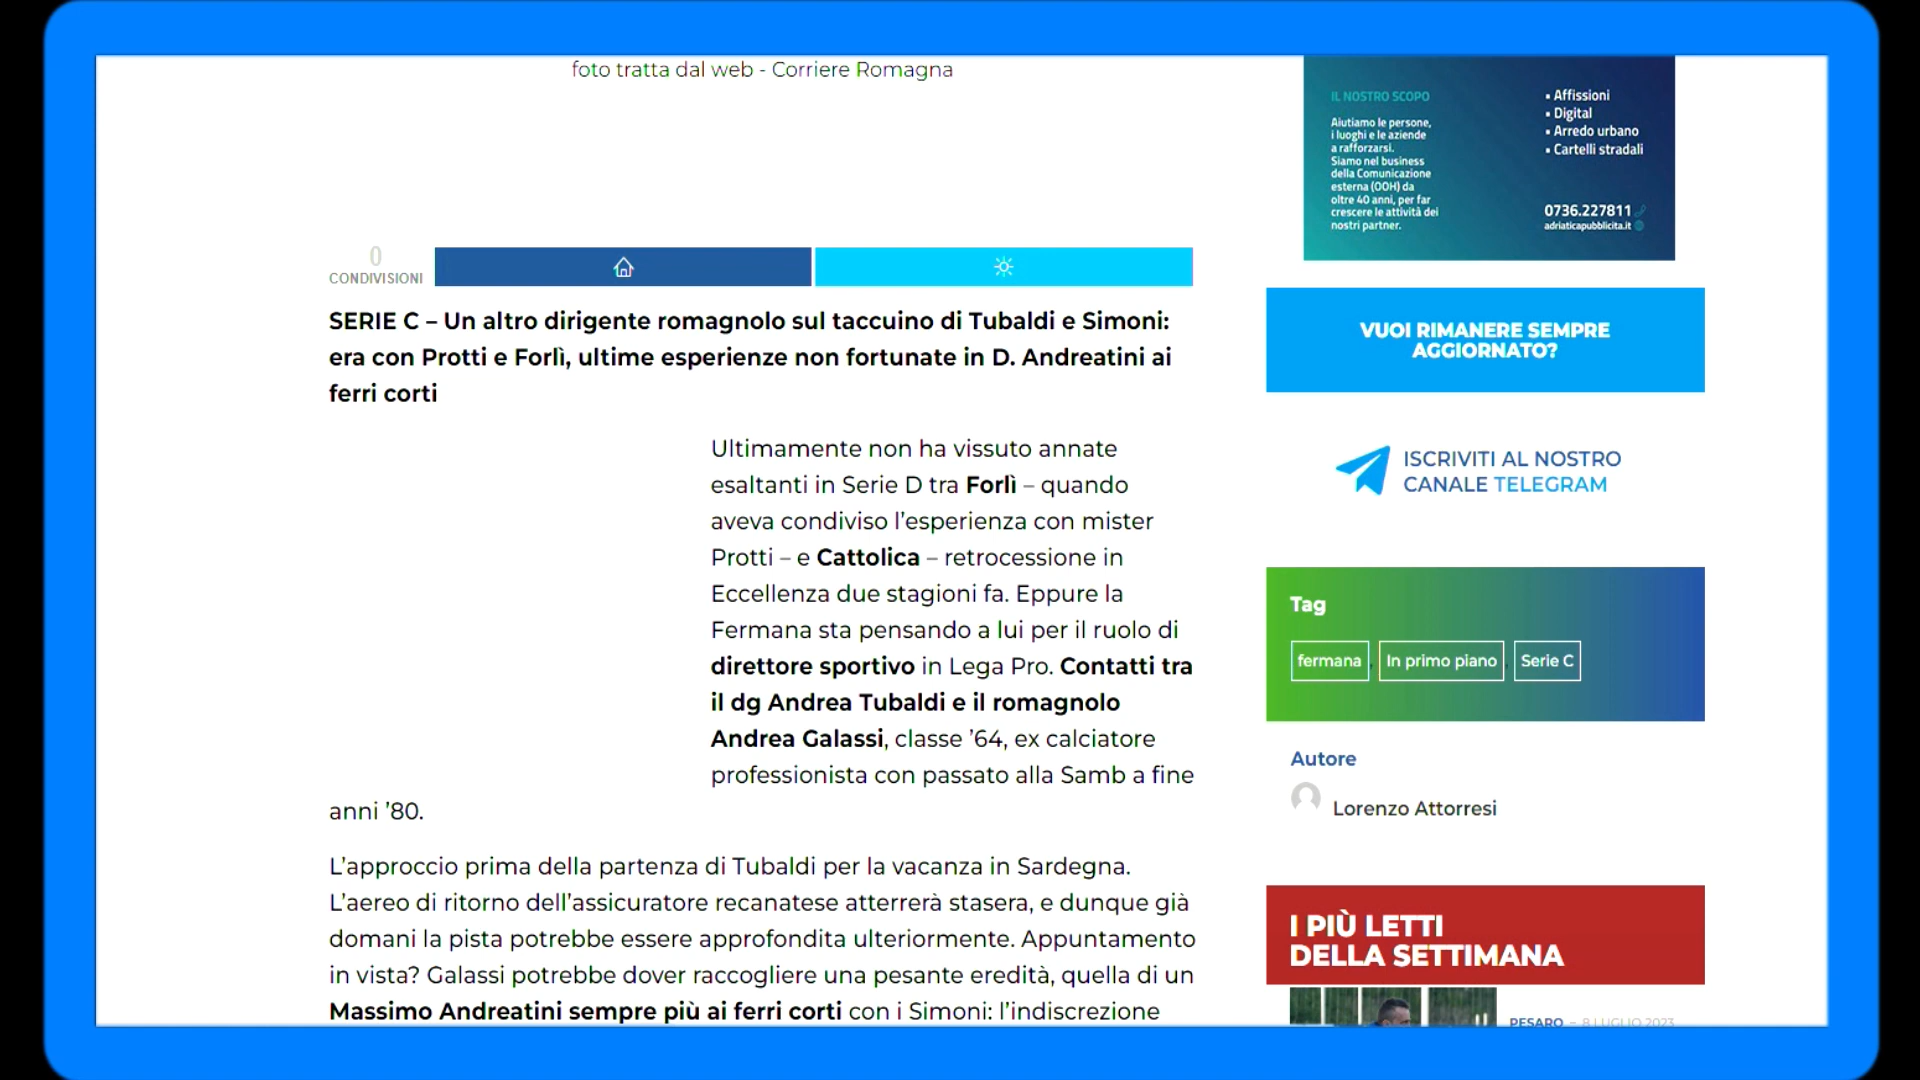 foto tratta dal web - Corriere Romagna
0
CONDIVISIONI
SERIE C – Un altro dirigente romagnolo sul taccuino di Tubaldi e Simoni:
era con Protti e Forlì, ultime esperienze non fortunate in D. Andreatini ai
ferri corti
Ultimamente non ha vissuto annate
esaltanti in Serie D tra Forlì – quando
aveva condiviso l’esperienza con mister
Protti – e Cattolica – retrocessione in
Eccellenza due stagioni fa. Eppure la
Fermana sta pensando a lui per il ruolo di
direttore sportivo in Lega Pro. Contatti tra
il dg Andrea Tubaldi e il romagnolo
Andrea Galassi, classe ’64, ex calciatore
professionista con passato alla Samb a fine
anni ’80.
L’approccio prima della partenza di Tubaldi per la vacanza in Sardegna.
L’aereo di ritorno dell’assicuratore recanatese atterrerà stasera, e dunque già
domani la pista potrebbe essere approfondita ulteriormente. Appuntamento
in vista? Galassi potrebbe dover raccogliere una pesante eredità, quella di un
Massimo Andreatini sempre più ai ferri corti con i Simoni: l’indiscrezione
IL NOSTRO SCOPO
Aiutiamo le persone,
i luoghi e le aziende
a rafforzarsi.
Siamo nel business
della Comunicazione
esterna (OOH) da
oltre 40 anni, per far
crescere le attività dei
nostri partner.
• Affissioni
• Digital
• Arredo urbano
• Cartelli stradali
0736.227811
adriaticapubblicita.it
VUOI RIMANERE SEMPRE
AGGIORNATO?
ISCRIVITI AL NOSTRO
CANALE TELEGRAM
Tag
fermana, In primo piano, Serie C
Autore
Lorenzo Attorresi
I PIÙ LETTI
DELLA SETTIMANA
PESARO – 8 LUGLIO 2023